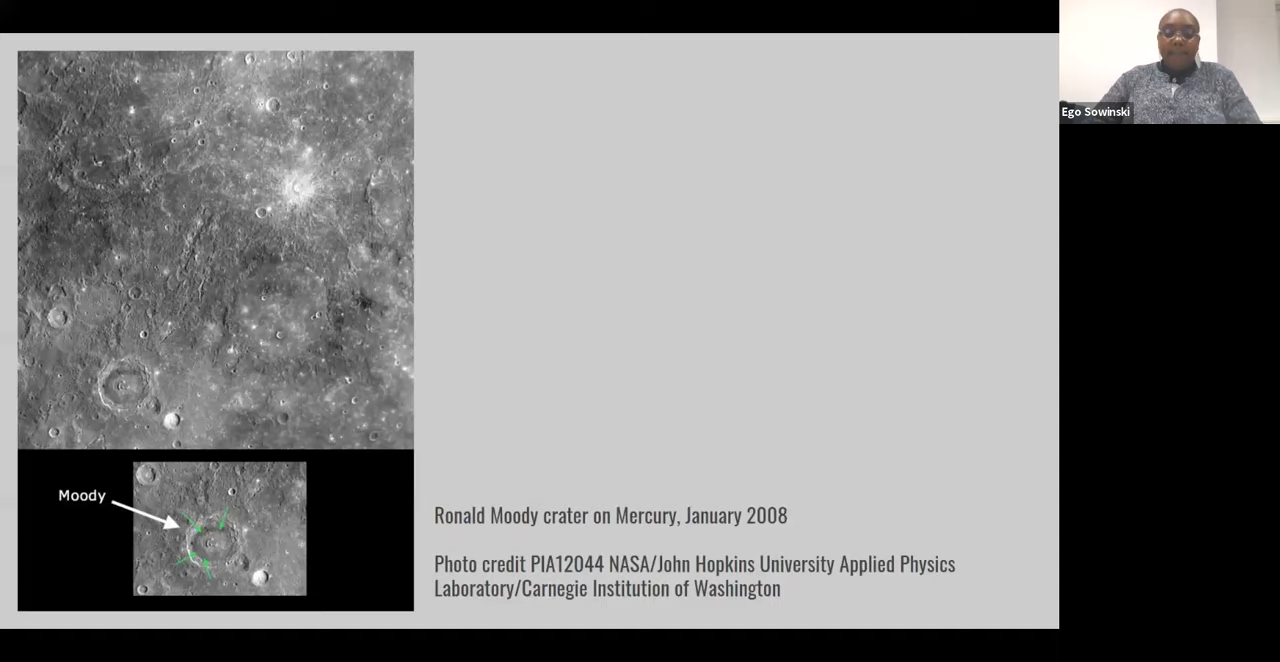 Ego Sowinski
Moody
Ronald Moody crater on Mercury, January 2008
Photo credit PIA12044 NASA/John Hopkins University Applied Physics
Laboratory/Carnegie Institution of Washington